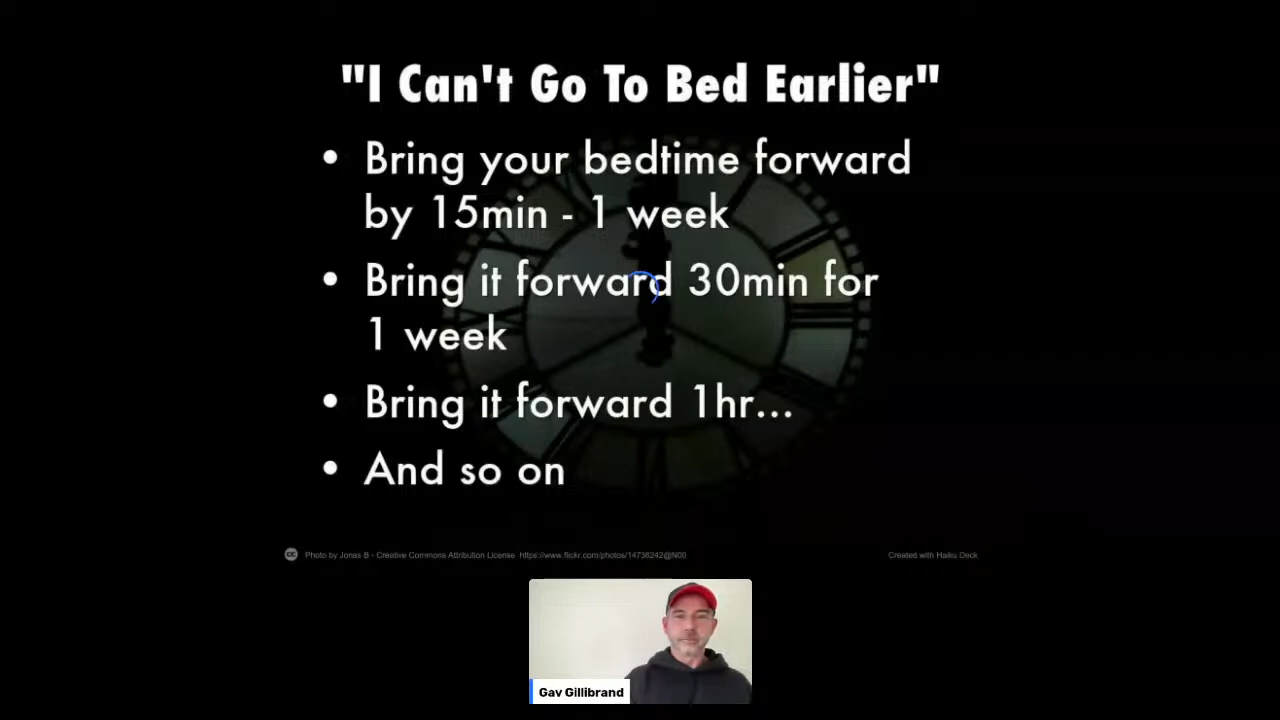 "I Can't Go To Bed Earlier"
• Bring your bedtime forward
by 15min - 1 week
• Bring it forward 30min for
1 week
• Bring it forward 1hr...
• And so on
Photo by Jonas B - Creative Commons Attribution License https://www.flickr.com/photos/14738242@N00
Created with Haiku Deck
Gav Gillibrand